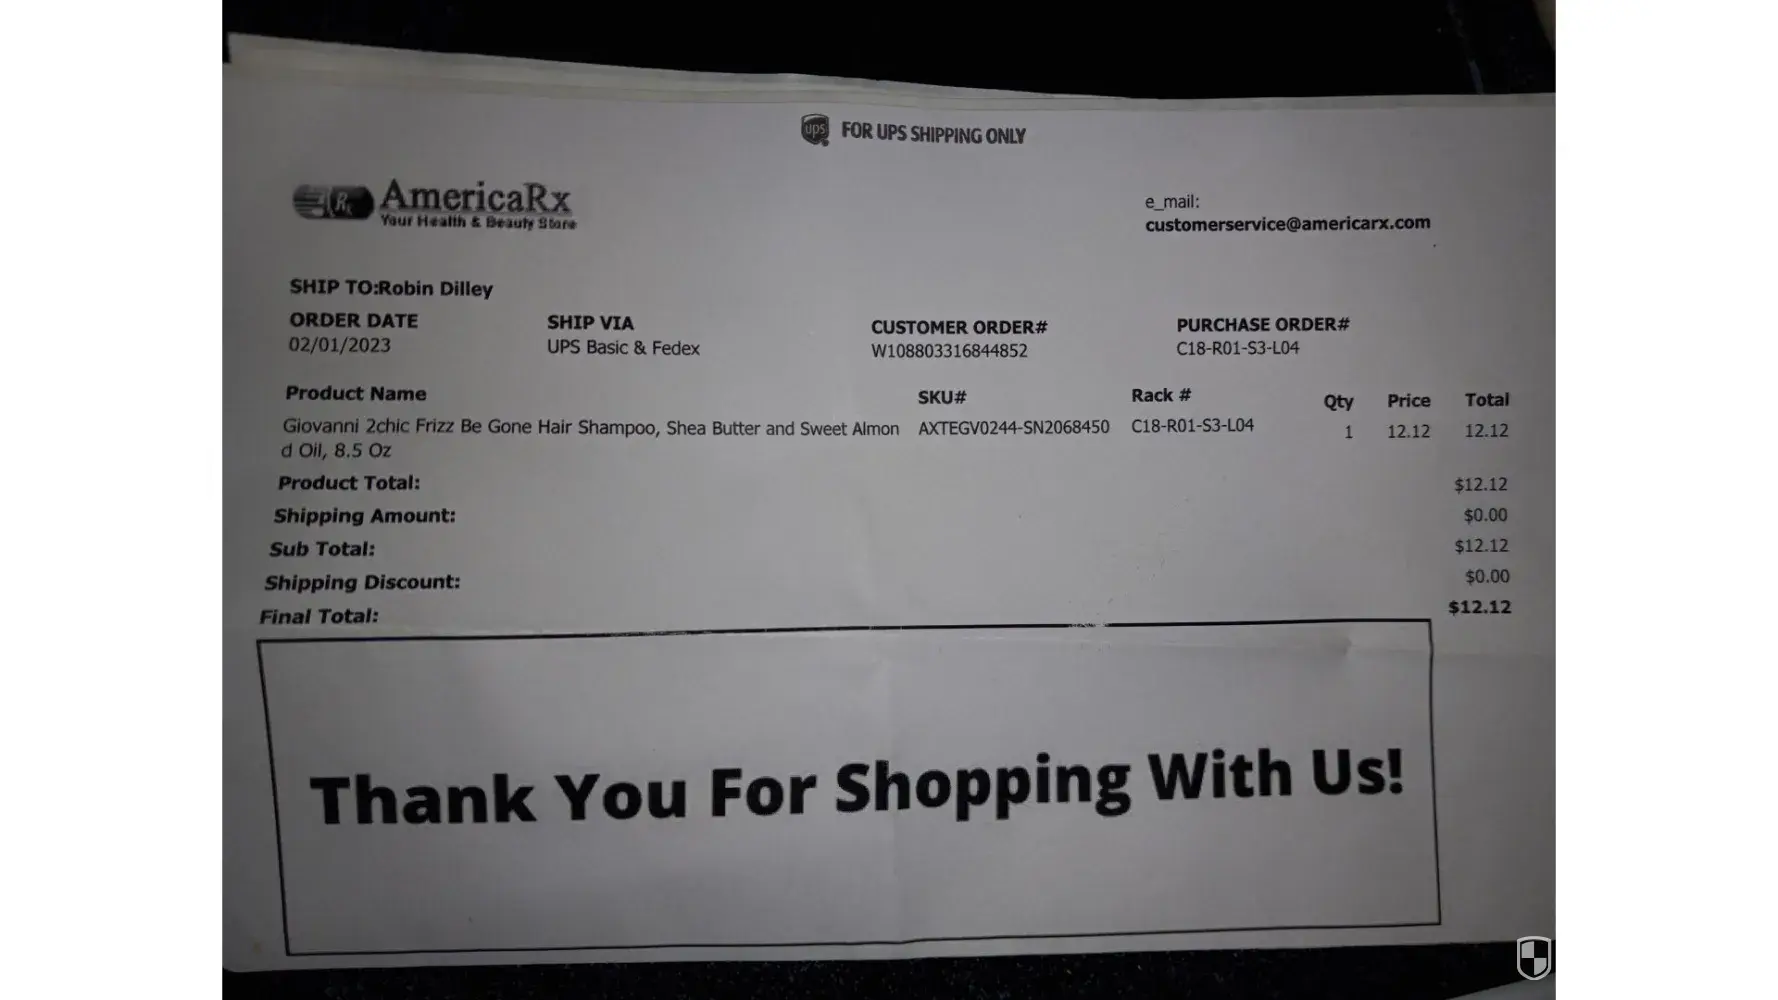 ups FOR UPS SHIPPING ONLY
Rx AmericaRx
Your Health & Beauty Store
e_mail:
customerservice@americarx.com
SHIP TO:Robin Dilley
ORDER DATE SHIP VIA CUSTOMER ORDER# PURCHASE ORDER#
02/01/2023 UPS Basic & Fedex W108803316844852 C18-R01-S3-L04
Product Name SKU# Rack # Qty Price Total
Giovanni 2chic Frizz Be Gone Hair Shampoo, Shea Butter and Sweet Almon AXTEGV0244-SN2068450 C18-R01-S3-L04 1 12.12 12.12
d Oil, 8.5 Oz
Product Total: $12.12
Shipping Amount: $0.00
Sub Total: $12.12
Shipping Discount: $0.00
Final Total: $12.12
Thank You For Shopping With Us!